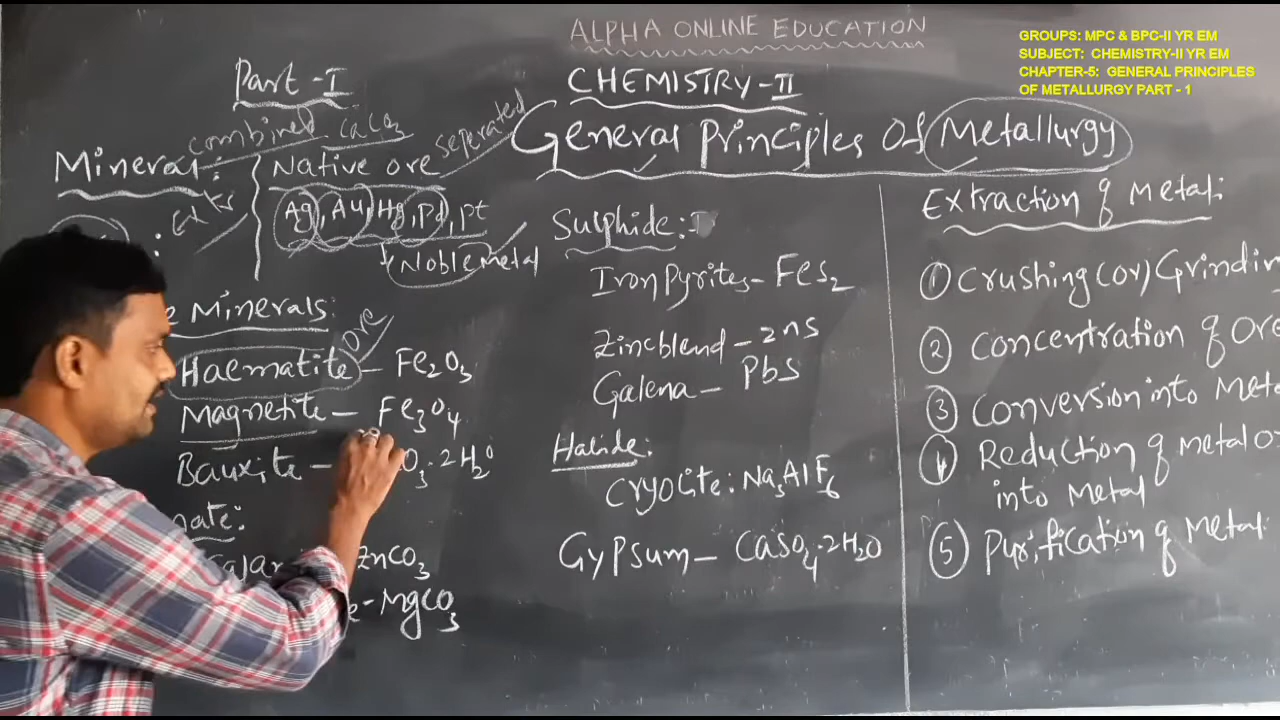 ALPHA ONLINE EDUCATION
GROUPS: MPC & BPC-II YR EM
SUBJECT: CHEMISTRY-II YR EM
CHAPTER-5: GENERAL PRINCIPLES
OF METALLURGY PART - 1
Part - I
CHEMISTRY - II
General Principles Of Metallurgy
combined CaCO3 seperated
Mineral: Native ore
Ag, Au, Hg, Pd, Pt
Noble metal
Minerals:
Haematite - Fe2O3
ore
Magnetite - Fe3O4
Bauxite - O3.2H2O
nate:
ZnCO3
e - MgCO3
Sulphide:
Iron Pyrites - FeS2
Zincblend - Zns
Galena - PbS
Halide:
Cryolite: Na3AlF6
Gypsum - CaSO4.2H2O
Extraction of Metal:
① Crushing (or) Grindin
② Concentration of Ore
③ Conversion into Meta
④ Reduction of metal o
into Metal
⑤ Purification of Metal